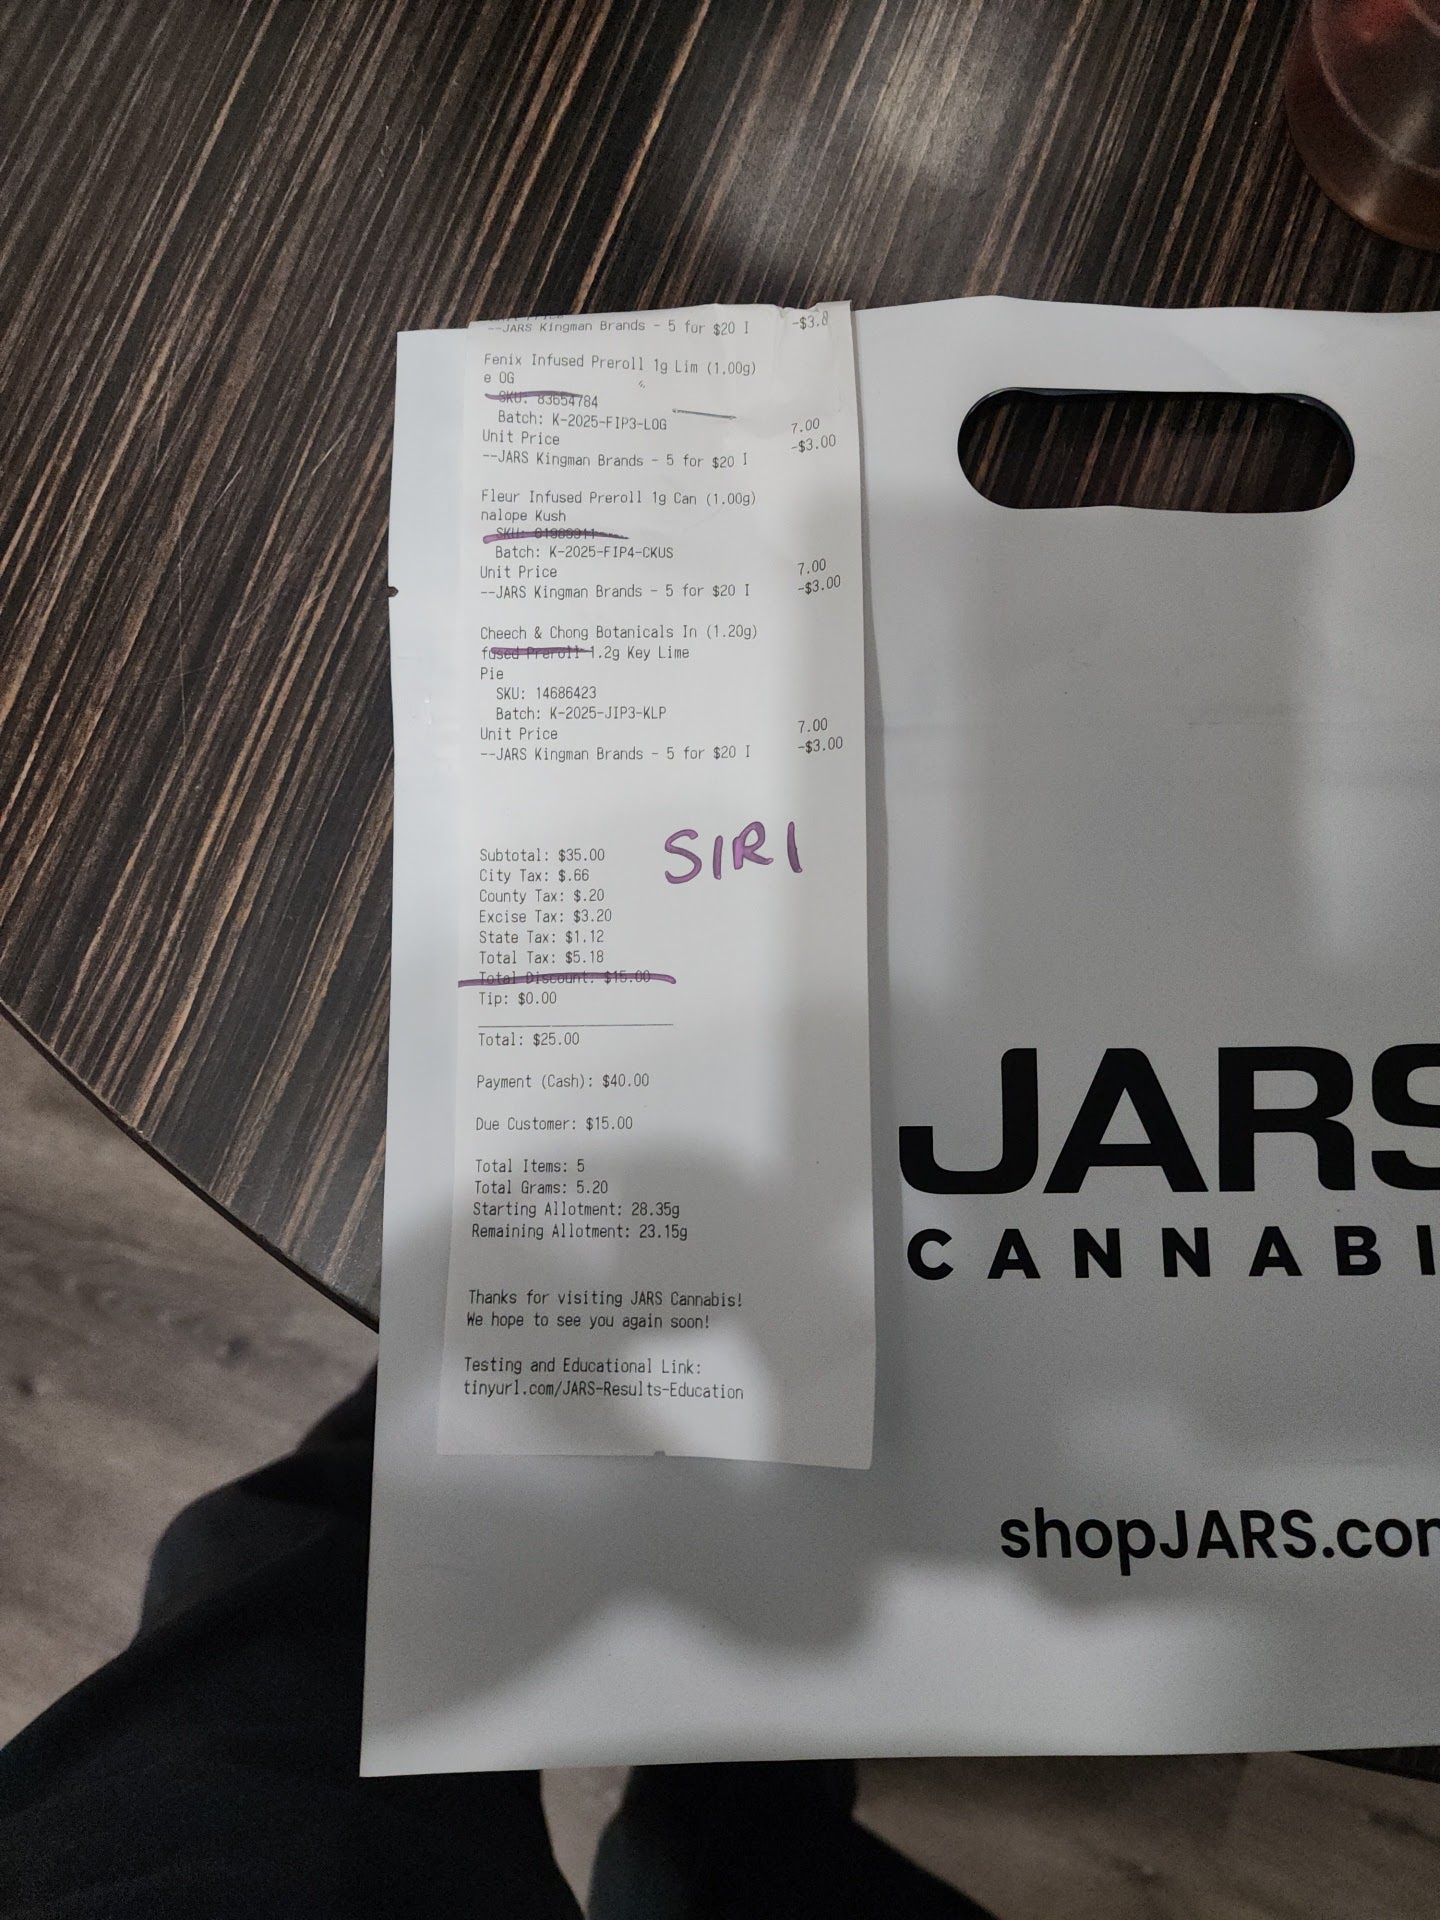 --JARS Kingman Brands - 5 for $20 I -$3.0
Fenix Infused Preroll 1g Lim (1.00g)
e OG
SKU: 83654784
Batch: K-2025-FIP3-LOG
Unit Price 7.00
--JARS Kingman Brands - 5 for $20 I -$3.00
Fleur Infused Preroll 1g Can (1.00g)
nalope Kush
SKU:
Batch: K-2025-FIP4-CKUS
Unit Price 7.00
--JARS Kingman Brands - 5 for $20 I -$3.00
Cheech & Chong Botanicals In (1.20g)
fused Preroll 1.2g Key Lime
Pie
SKU: 14686423
Batch: K-2025-JIP3-KLP
Unit Price 7.00
--JARS Kingman Brands - 5 for $20 I -$3.00
SIRI
Subtotal: $35.00
City Tax: $.66
County Tax: $.20
Excise Tax: $3.20
State Tax: $1.12
Total Tax: $5.18
Total Discount: $15.00
Tip: $0.00
Total: $25.00
Payment (Cash): $40.00
Due Customer: $15.00
Total Items: 5
Total Grams: 5.20
Starting Allotment: 28.35g
Remaining Allotment: 23.15g
Thanks for visiting JARS Cannabis!
We hope to see you again soon!
Testing and Educational Link:
tinyurl.com/JARS-Results-Education
JARS
CANNABI
shopJARS.com